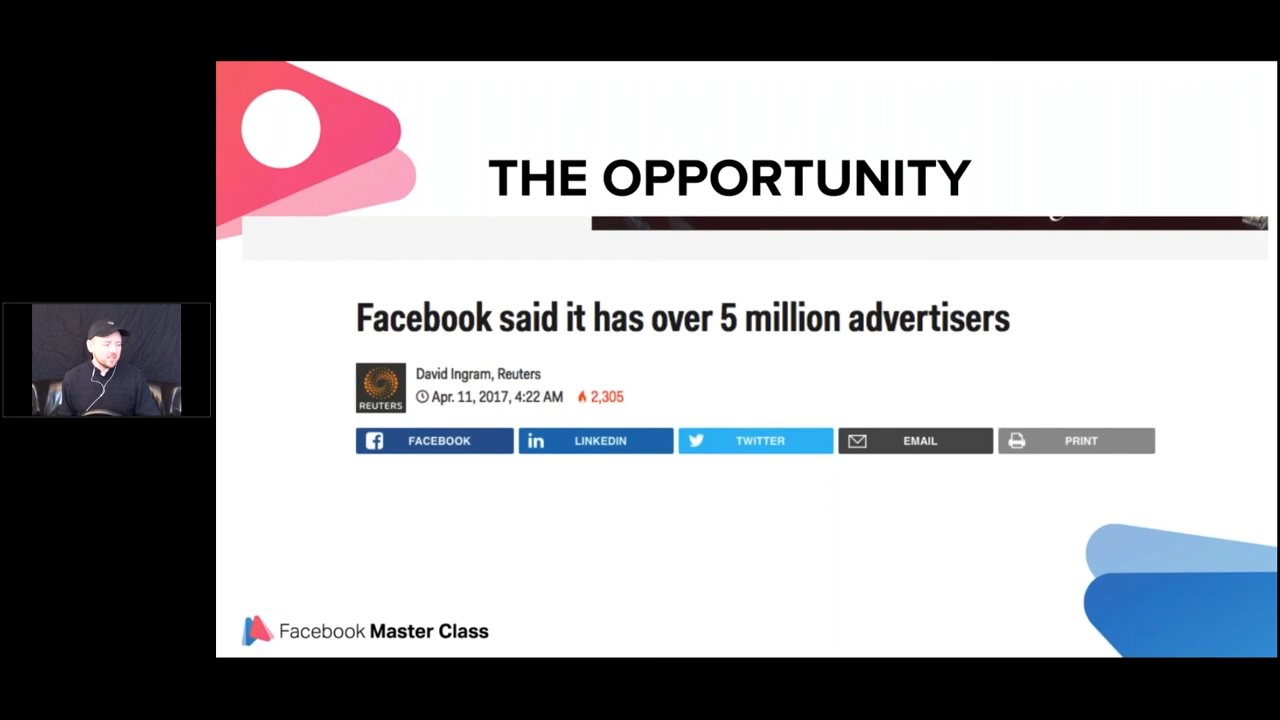 THE OPPORTUNITY
Facebook said it has over 5 million advertisers
David Ingram, Reuters
Apr. 11, 2017, 4:22 AM 2,305
REUTERS
FACEBOOK LINKEDIN TWITTER EMAIL PRINT
Facebook Master Class